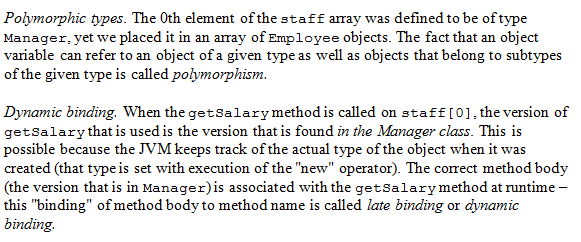 Polymorphic types. The 0th element of the staff array was defined to be of type
Manager, yet we placed it in an array of Employee objects. The fact that an object
variable can refer to an object of a given type as well as objects that belong to subtypes
of the given type is called polymorphism.
Dynamic binding. When the getSalary method is called on staff[0], the version of
getSalary that is used is the version that is found in the Manager class. This is
possible because the JVM keeps track of the actual type of the object when it was
created (that type is set with execution of the "new" operator). The correct method body
(the version that is in Manager) is associated with the getSalary method at runtime –
this "binding" of method body to method name is called late binding or dynamic
binding.